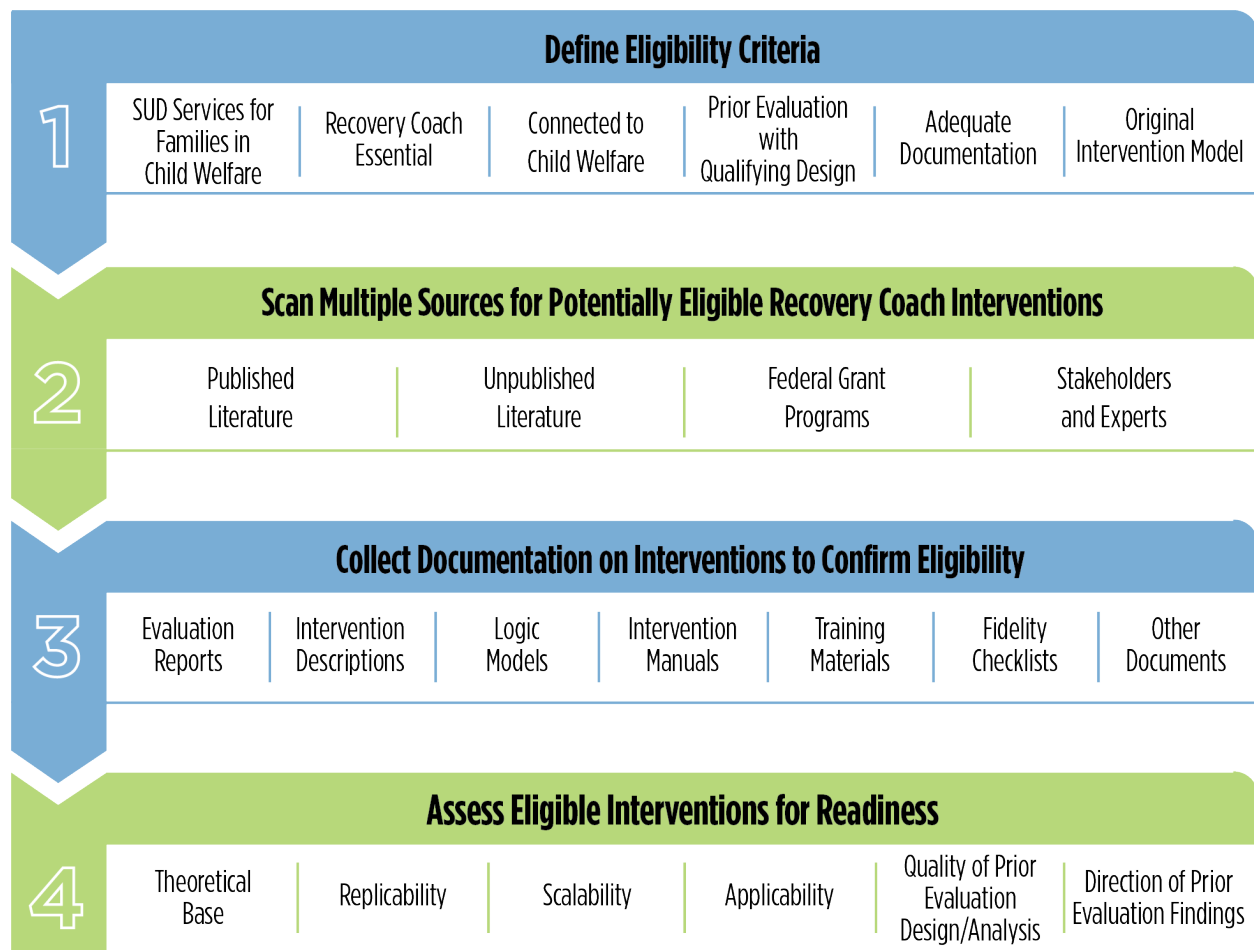 Define Eligibility Criteria
1
SUD Services for
Families in
Child Welfare
Recovery Coach
Essential
Connected to
Child Welfare
Prior Evaluation
with
Qualifying Design
Adequate
Documentation
Original
Intervention Model
Scan Multiple Sources for Potentially Eligible Recovery Coach Interventions
2
Published
Literature
Unpublished
Literature
Federal Grant
Programs
Stakeholders
and Experts
Collect Documentation on Interventions to Confirm Eligibility
3
Evaluation
Reports
Intervention
Descriptions
Logic
Models
Intervention
Manuals
Training
Materials
Fidelity
Checklists
Other
Documents
Assess Eligible Interventions for Readiness
4
Theoretical
Base
Replicability
Scalability
Applicability
Quality of Prior
Evaluation
Design/Analysis
Direction of Prior
Evaluation Findings